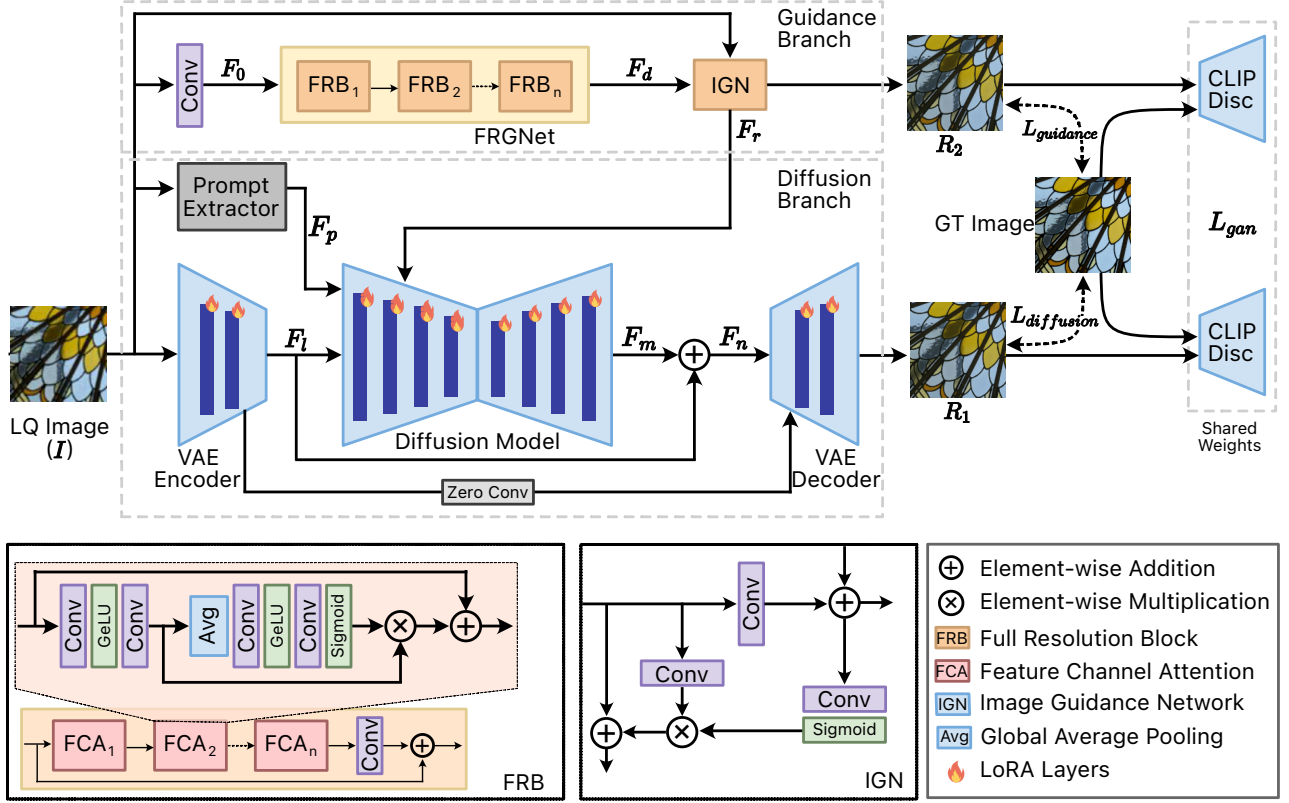 Guidance
Branch
Conv
F0
FRB1
FRB2
FRBn
FRGNet
Fd
IGN
Fr
R2
Lguidance
CLIP
Disc
Prompt
Extractor
Fp
Diffusion
Branch
GT Image
Lgan
LQ Image
(I)
VAE
Encoder
Fl
Diffusion Model
Fm
Fn
VAE
Decoder
Zero Conv
R1
Ldiffusion
CLIP
Disc
Shared
Weights
Conv
GeLU
Conv
Avg
Conv
GeLU
Conv
Sigmoid
FCA1
FCA2
FCAn
Conv
FRB
Conv
Conv
Conv
Sigmoid
IGN
Element-wise Addition
Element-wise Multiplication
FRB Full Resolution Block
FCA Feature Channel Attention
IGN Image Guidance Network
Avg Global Average Pooling
LoRA Layers